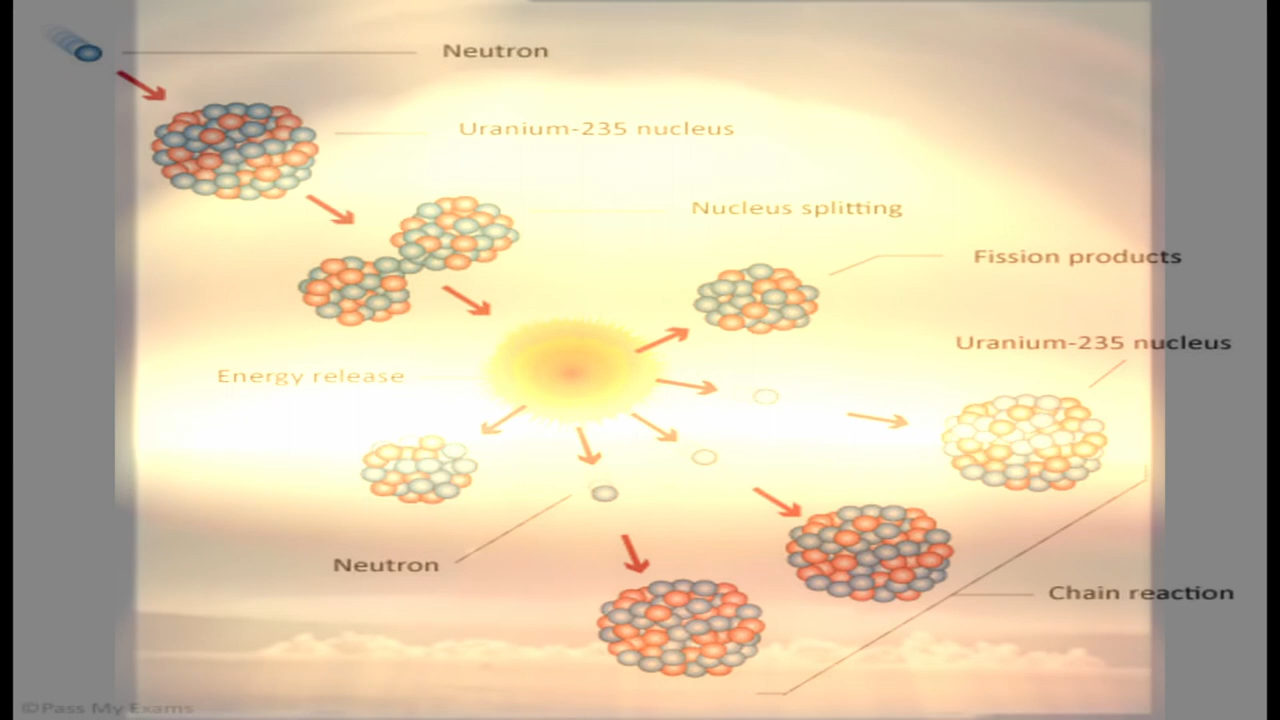 Neutron
Uranium-235 nucleus
Nucleus splitting
Fission products
Uranium-235 nucleus
Energy release
Neutron
Chain reaction
©Pass My Exams